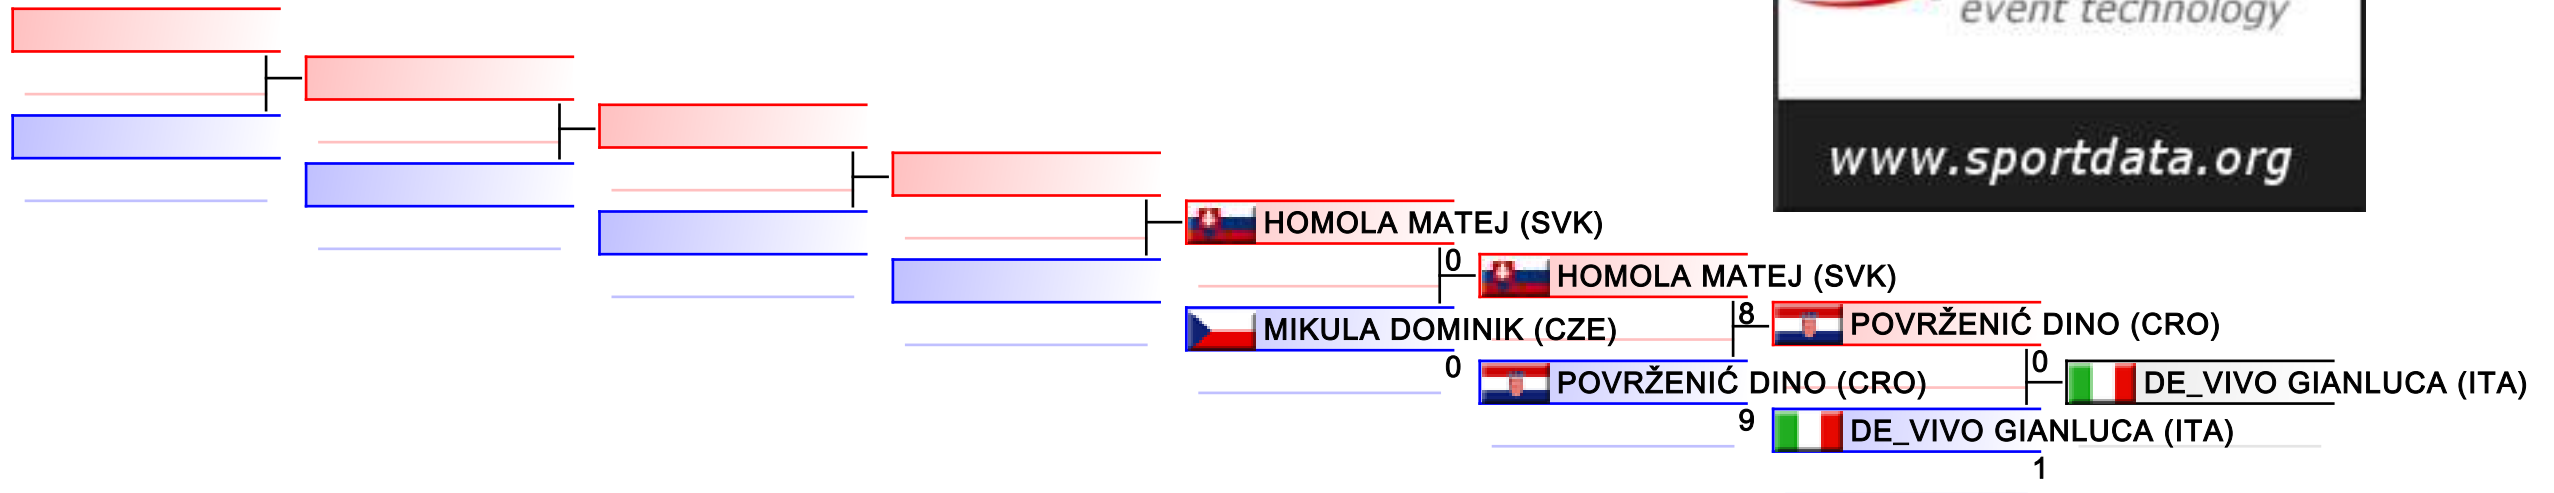 event technology
www.sportdata.org
HOMOLA MATEJ (SVK)
0
HOMOLA MATEJ (SVK)
MIKULA DOMINIK (CZE)
0
8
POVRŽENIĆ DINO (CRO)
POVRŽENIĆ DINO (CRO)
9
0
DE_VIVO GIANLUCA (ITA)
DE_VIVO GIANLUCA (ITA)
1